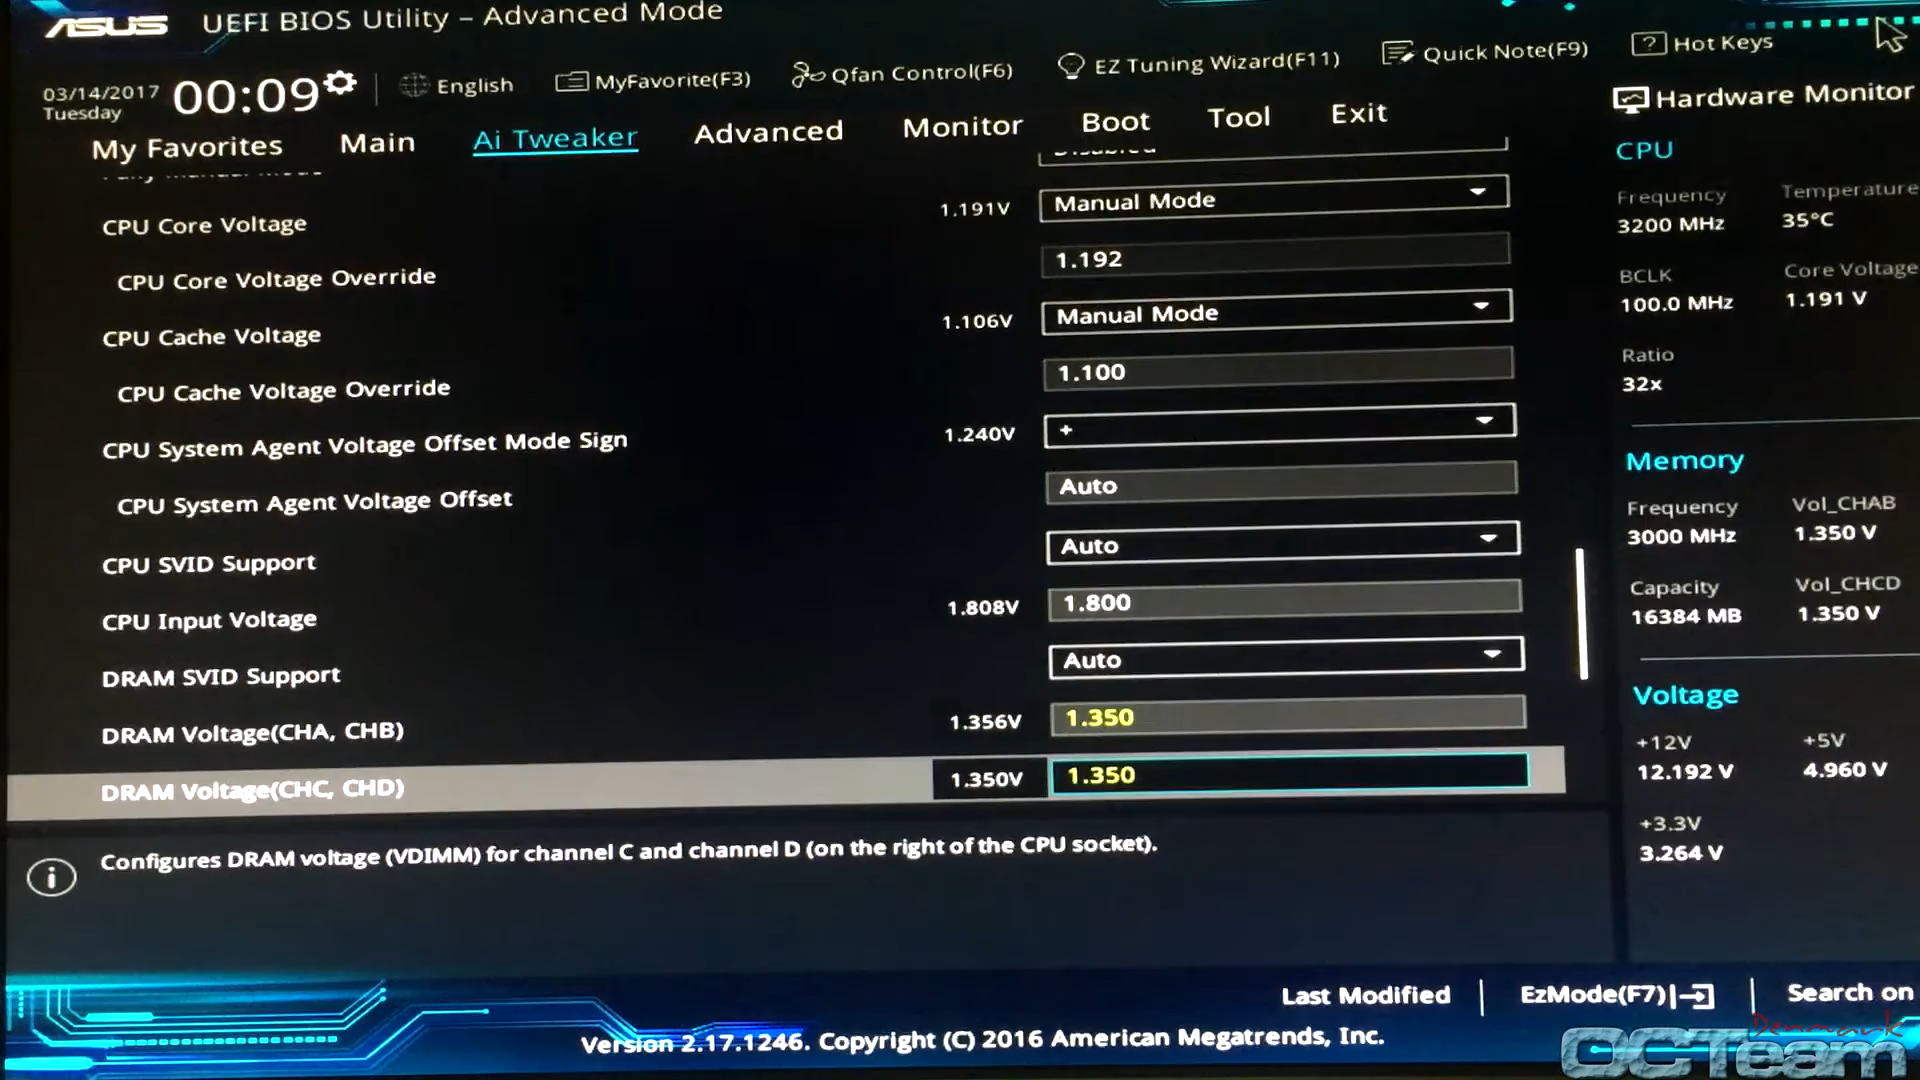 ASUS UEFI BIOS Utility – Advanced Mode
03/14/2017
Tuesday
00:09
English
MyFavorite(F3)
Qfan Control(F6)
EZ Tuning Wizard(F11)
Quick Note(F9)
? Hot Keys
My Favorites Main Ai Tweaker Advanced Monitor Boot Tool Exit
Disabled
CPU Core Voltage 1.191V Manual Mode
CPU Core Voltage Override 1.192
CPU Cache Voltage 1.106V Manual Mode
CPU Cache Voltage Override 1.100
CPU System Agent Voltage Offset Mode Sign 1.240V +
CPU System Agent Voltage Offset Auto
CPU SVID Support Auto
CPU Input Voltage 1.808V 1.800
DRAM SVID Support Auto
DRAM Voltage(CHA, CHB) 1.356V 1.350
DRAM Voltage(CHC, CHD) 1.350V 1.350
i Configures DRAM voltage (VDIMM) for channel C and channel D (on the right of the CPU socket).
Hardware Monitor
CPU
Frequency Temperature
3200 MHz 35°C
BCLK Core Voltage
100.0 MHz 1.191 V
Ratio
32x
Memory
Frequency Vol_CHAB
3000 MHz 1.350 V
Capacity Vol_CHCD
16384 MB 1.350 V
Voltage
+12V +5V
12.192 V 4.960 V
+3.3V
3.264 V
Last Modified | EzMode(F7) | Search on
Version 2.17.1246. Copyright (C) 2016 American Megatrends, Inc.
Denmark
OCTeam